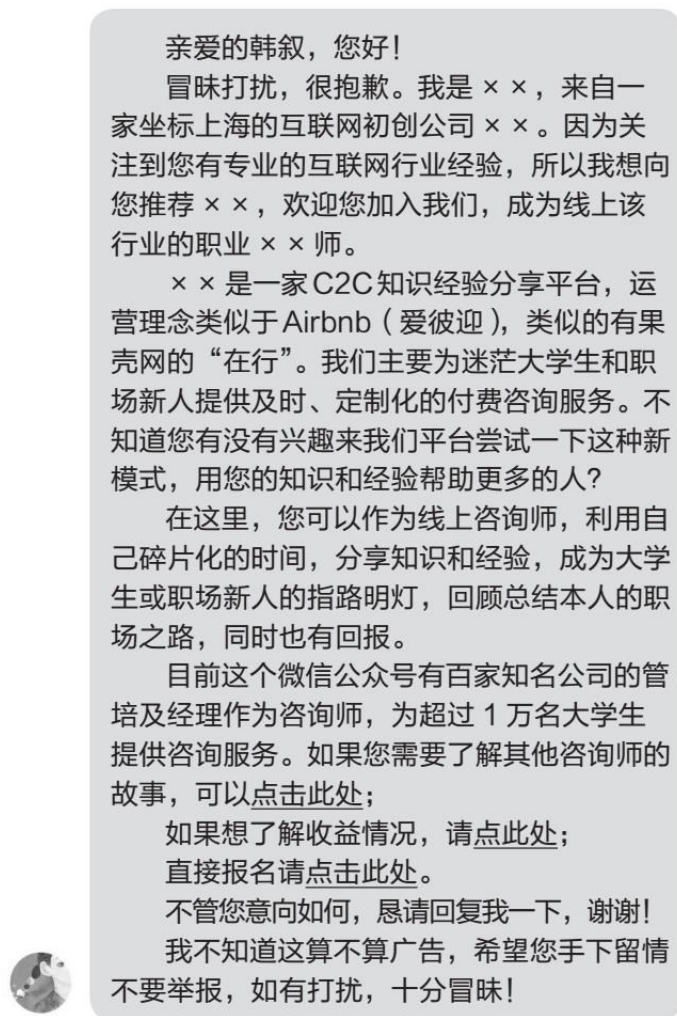 亲爱的韩叙，您好！
冒昧打扰，很抱歉。我是××，来自一
家坐标上海的互联网初创公司××。因为关
注到您有专业的互联网行业经验，所以我想向
您推荐××，欢迎您加入我们，成为线上该
行业的职业××师。
××是一家C2C知识经验分享平台，运
营理念类似于Airbnb（爱彼迎），类似的有果
壳网的“在行”。我们主要为迷茫大学生和职
场新人提供及时、定制化的付费咨询服务。不
知道您有没有兴趣来我们平台尝试一下这种新
模式，用您的知识和经验帮助更多的人？
在这里，您可以作为线上咨询师，利用自
己碎片化的时间，分享知识和经验，成为大学
生或职场新人的指路明灯，回顾总结本人的职
场之路，同时也有回报。
目前这个微信公众号有百家知名公司的管
培及经理作为咨询师，为超过 1 万名大学生
提供咨询服务。如果您需要了解其他咨询师的
故事，可以点击此处；
如果想了解收益情况，请点此处；
直接报名请点击此处。
不管您意向如何，恳请回复我一下，谢谢！
我不知道这算不算广告，希望您手下留情
不要举报，如有打扰，十分冒昧！